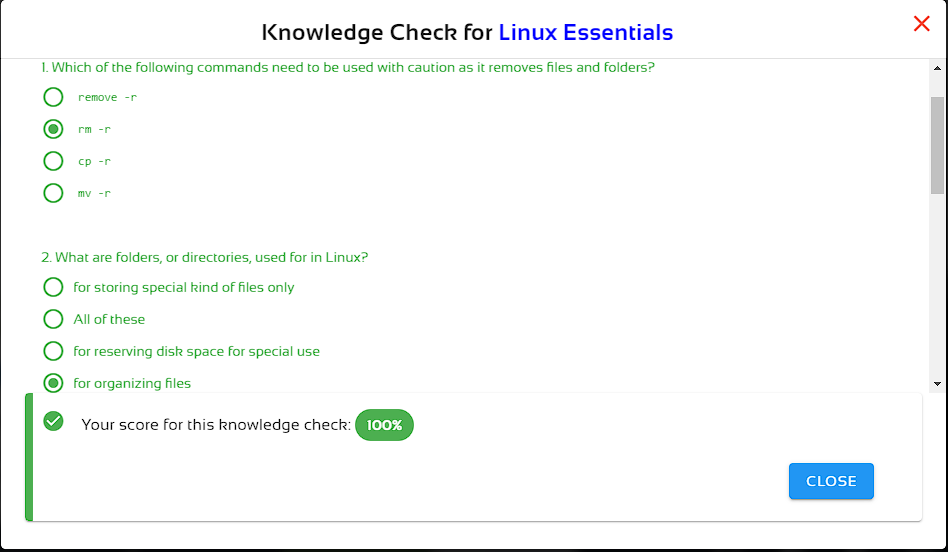 Knowledge Check for Linux Essentials
1. Which of the following commands need to be used with caution as it removes files and folders?
remove -r
rm -r
cp -r
mv -r
2. What are folders, or directories, used for in Linux?
for storing special kind of files only
All of these
for reserving disk space for special use
for organizing files
Your score for this knowledge check: 100%
CLOSE